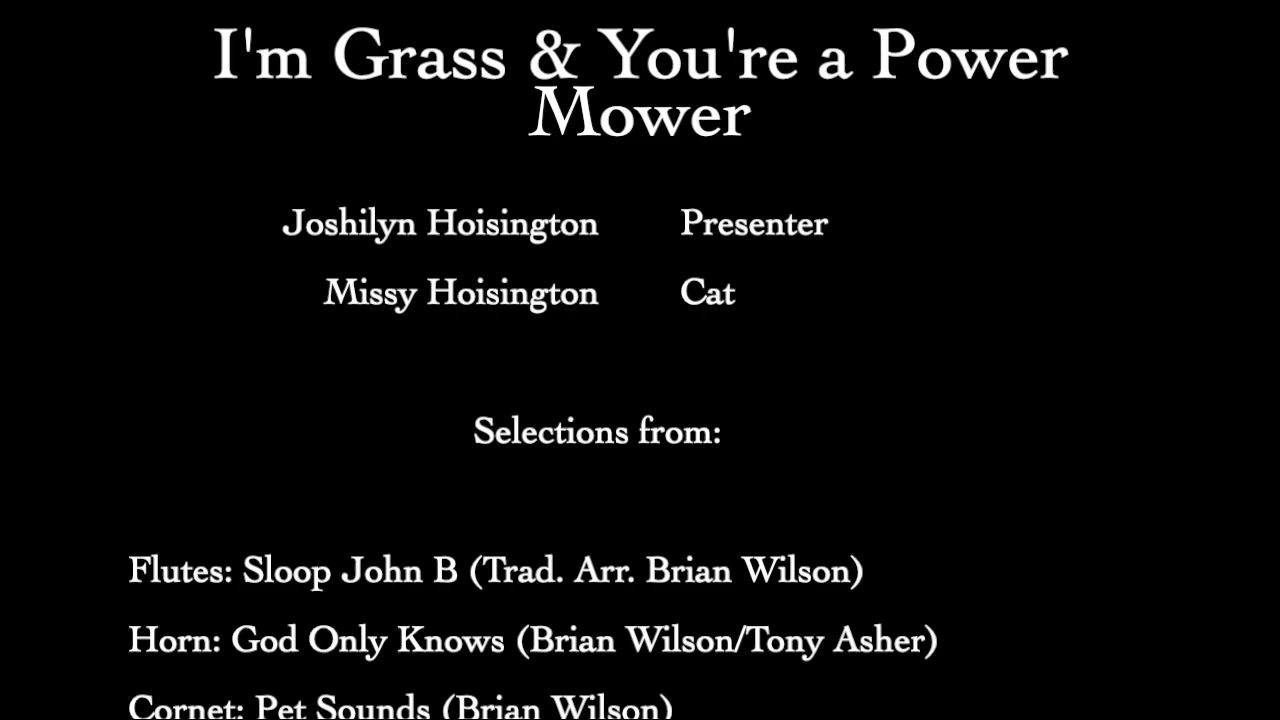 I'm Grass & You're a Power
Mower
Joshilyn Hoisington Presenter
Missy Hoisington Cat
Selections from:
Flutes: Sloop John B (Trad. Arr. Brian Wilson)
Horn: God Only Knows (Brian Wilson/Tony Asher)
Cornet: Pet Sounds (Brian Wilson)